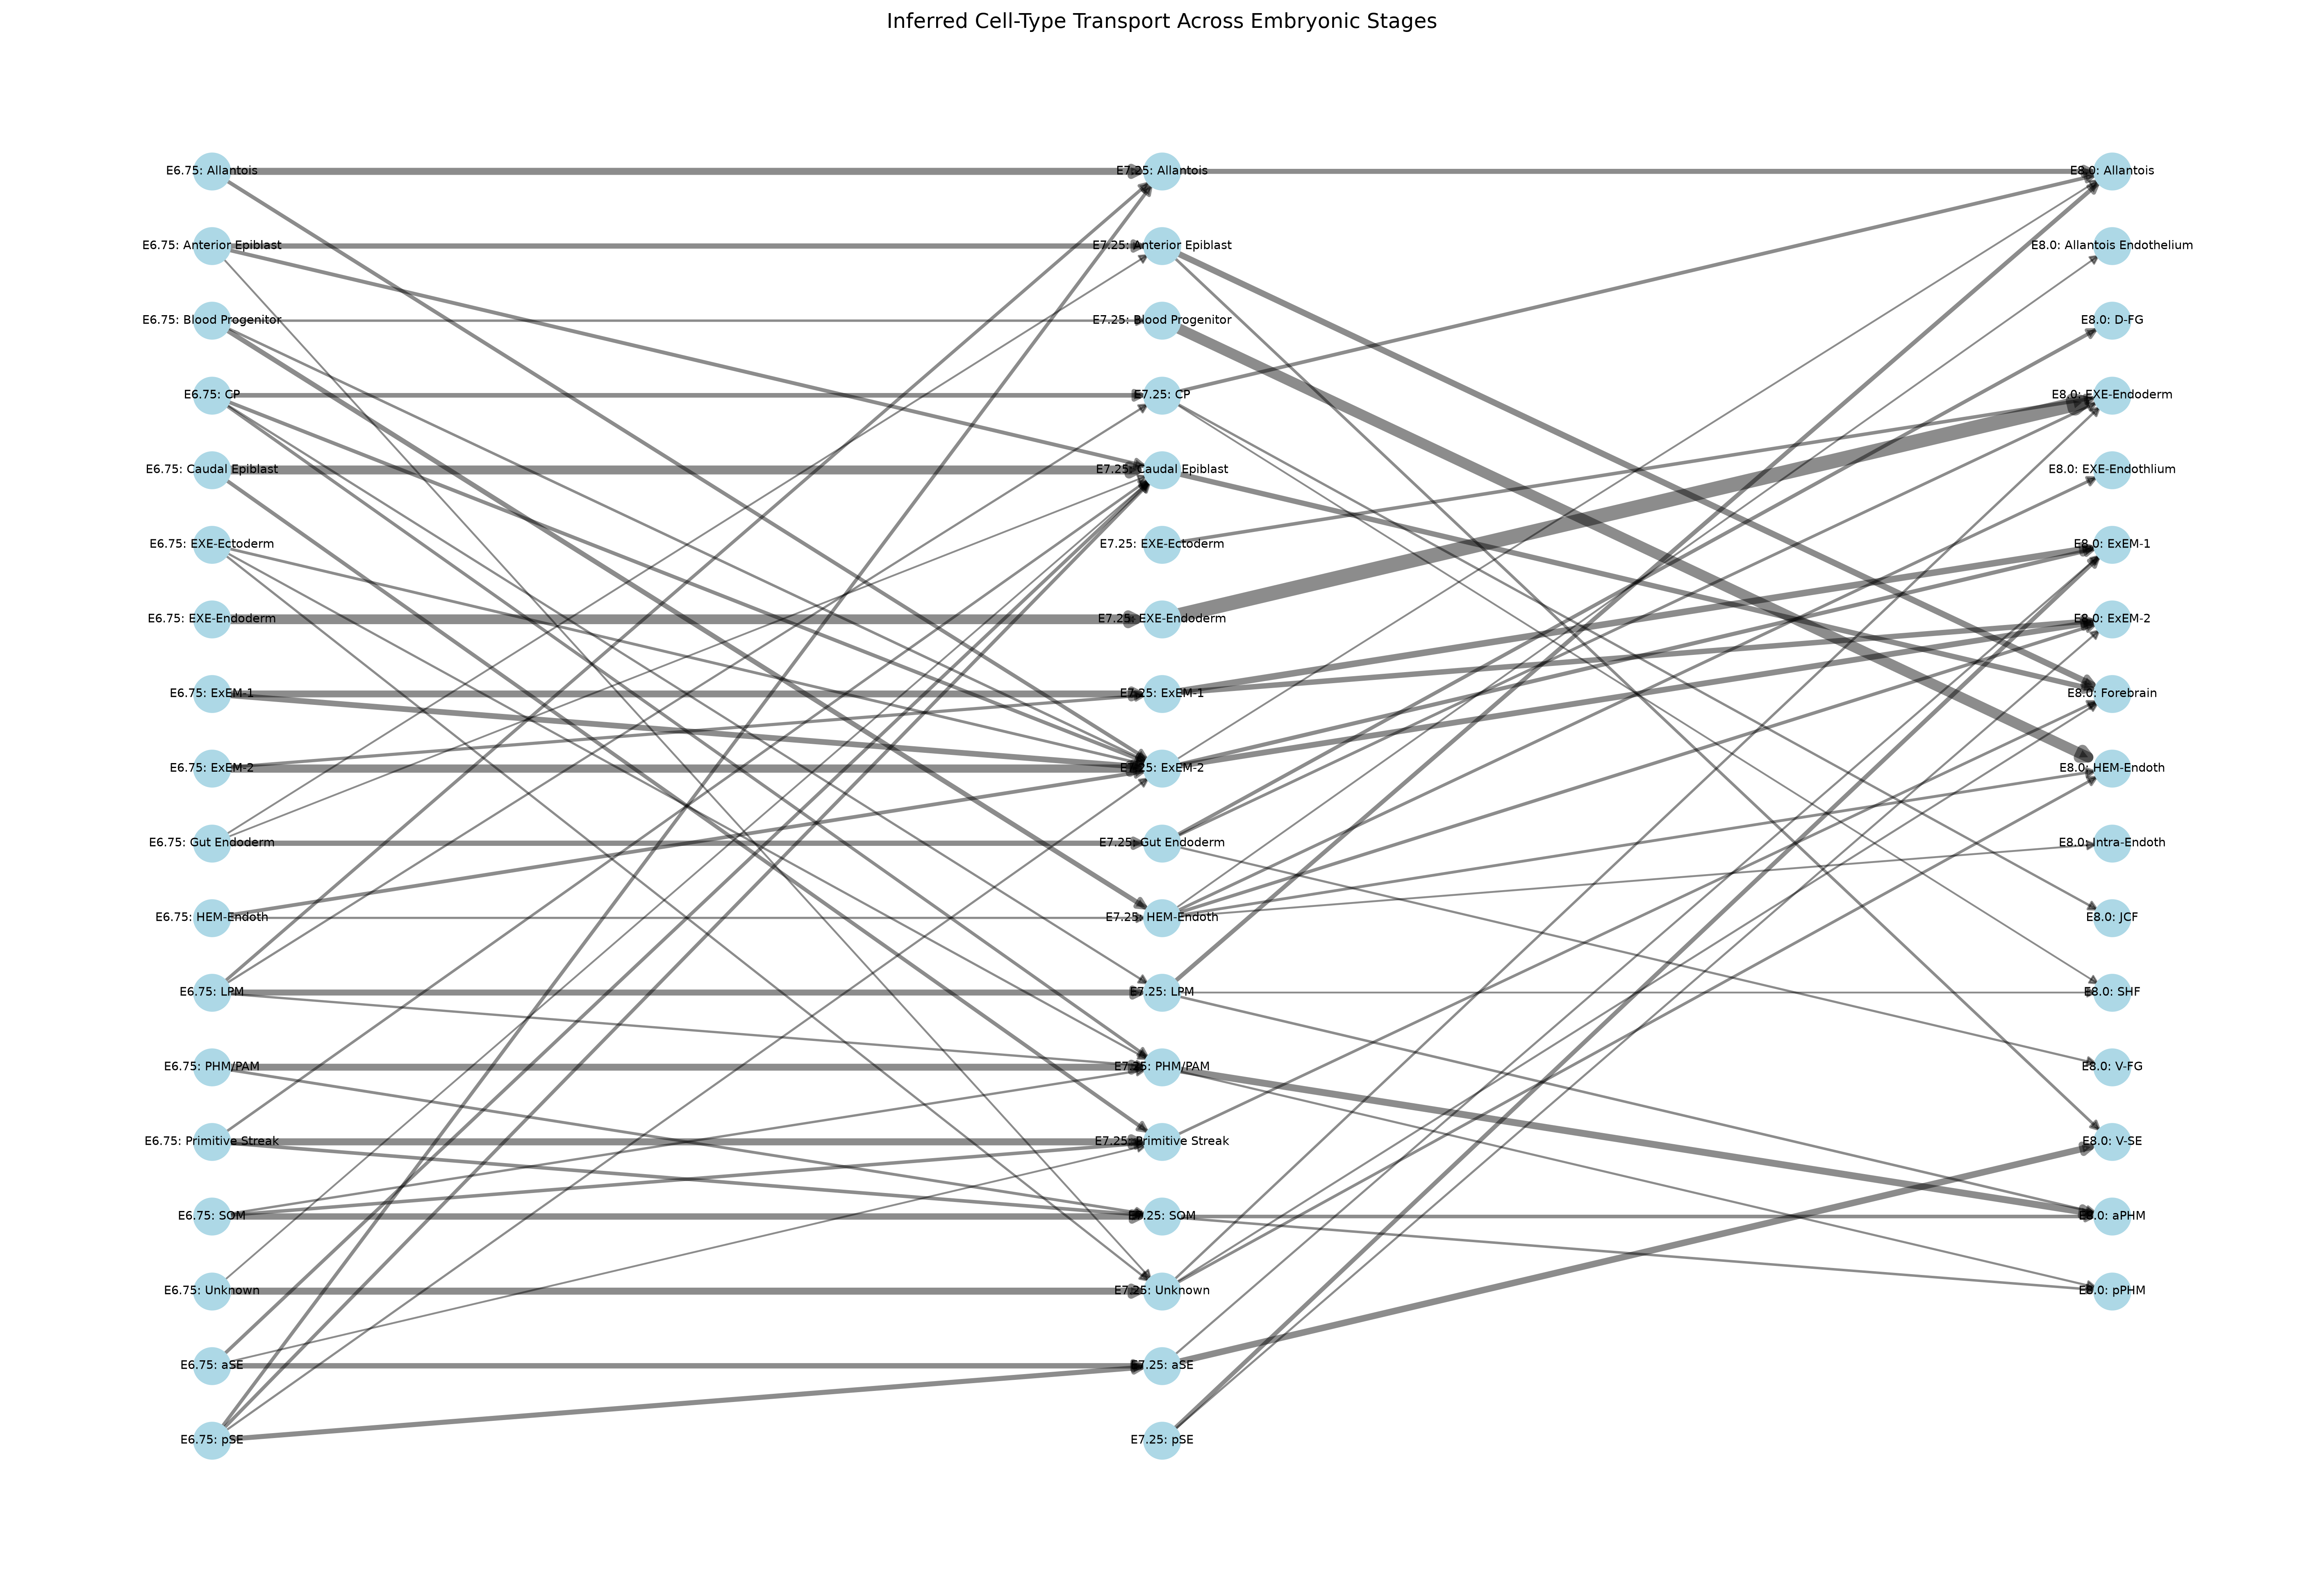 Inferred Cell-Type Transport Across Embryonic Stages
E6.75: Allantois
E7.25: Allantois
E8.0: Allantois
E6.75: Anterior Epiblast
E7.25: Anterior Epiblast
E8.0: Allantois Endothelium
E6.75: Blood Progenitor
E7.25: Blood Progenitor
E8.0: D-FG
E6.75: CP
E7.25: CP
E8.0: EXE-Endoderm
E6.75: Caudal Epiblast
E7.25: Caudal Epiblast
E8.0: EXE-Endothlium
E6.75: EXE-Ectoderm
E7.25: EXE-Ectoderm
E8.0: ExEM-1
E6.75: EXE-Endoderm
E7.25: EXE-Endoderm
E8.0: ExEM-2
E6.75: ExEM-1
E7.25: ExEM-1
E8.0: Forebrain
E6.75: ExEM-2
E7.25: ExEM-2
E8.0: HEM-Endoth
E6.75: Gut Endoderm
E7.25: Gut Endoderm
E8.0: Intra-Endoth
E6.75: HEM-Endoth
E7.25: HEM-Endoth
E8.0: JCF
E6.75: LPM
E7.25: LPM
E8.0: SHF
E6.75: PHM/PAM
E7.25: PHM/PAM
E8.0: V-FG
E6.75: Primitive Streak
E7.25: Primitive Streak
E8.0: V-SE
E6.75: SOM
E7.25: SOM
E8.0: aPHM
E6.75: Unknown
E7.25: Unknown
E8.0: pPHM
E6.75: aSE
E7.25: aSE
E6.75: pSE
E7.25: pSE